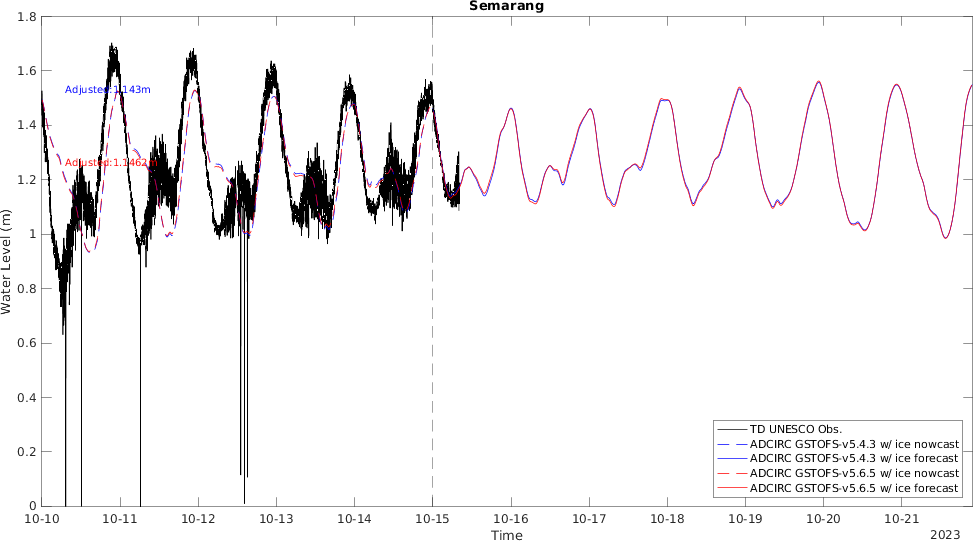 Semarang
1.8
1.6
1.4
1.2
1
0.8
0.6
0.4
0.2
0
Water Level (m)
Adjusted:1.143m
Adjusted:1.1462m
TD UNESCO Obs.
ADCIRC GSTOFS-v5.4.3 w/ ice nowcast
ADCIRC GSTOFS-v5.4.3 w/ ice forecast
ADCIRC GSTOFS-v5.6.5 w/ ice nowcast
ADCIRC GSTOFS-v5.6.5 w/ ice forecast
10-10 10-11 10-12 10-13 10-14 10-15 10-16 10-17 10-18 10-19 10-20 10-21
Time
2023